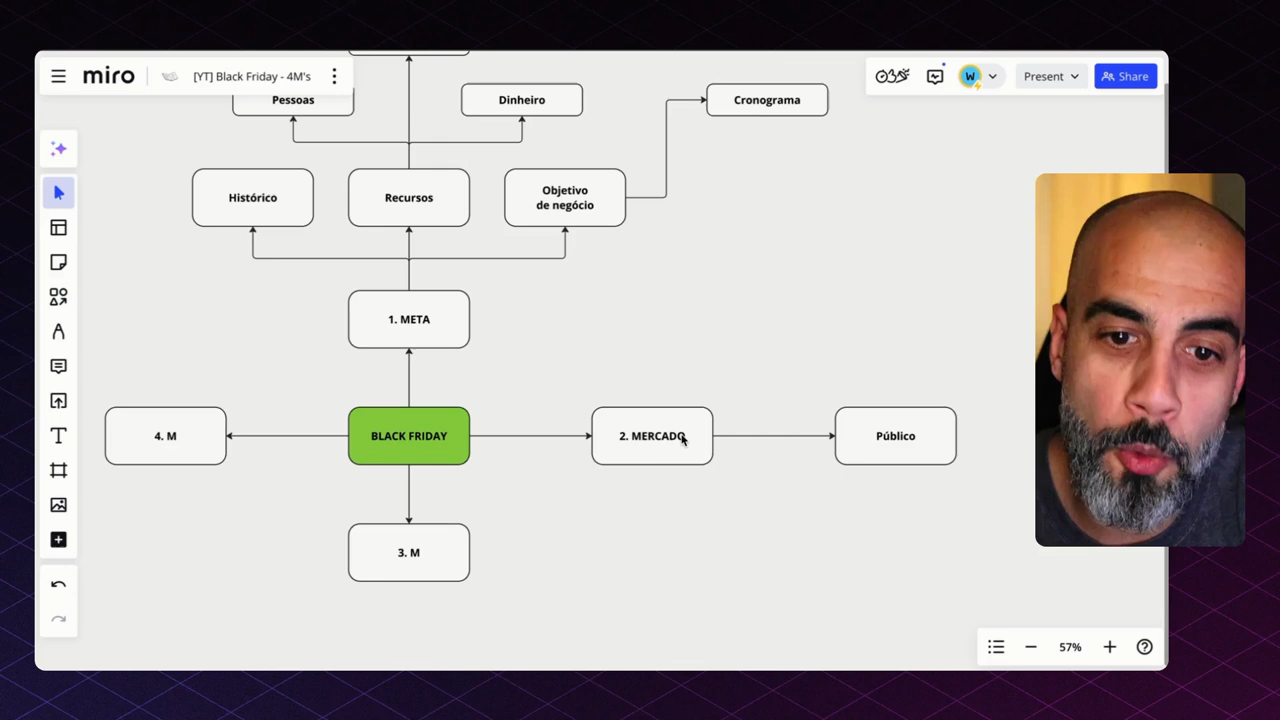 miro
[YT] Black Friday - 4M's
W
Present
Share
Pessoas
Dinheiro
Cronograma
Histórico
Recursos
Objetivo
de negócio
1. META
4. M
BLACK FRIDAY
2. MERCADO
Público
3. M
57%